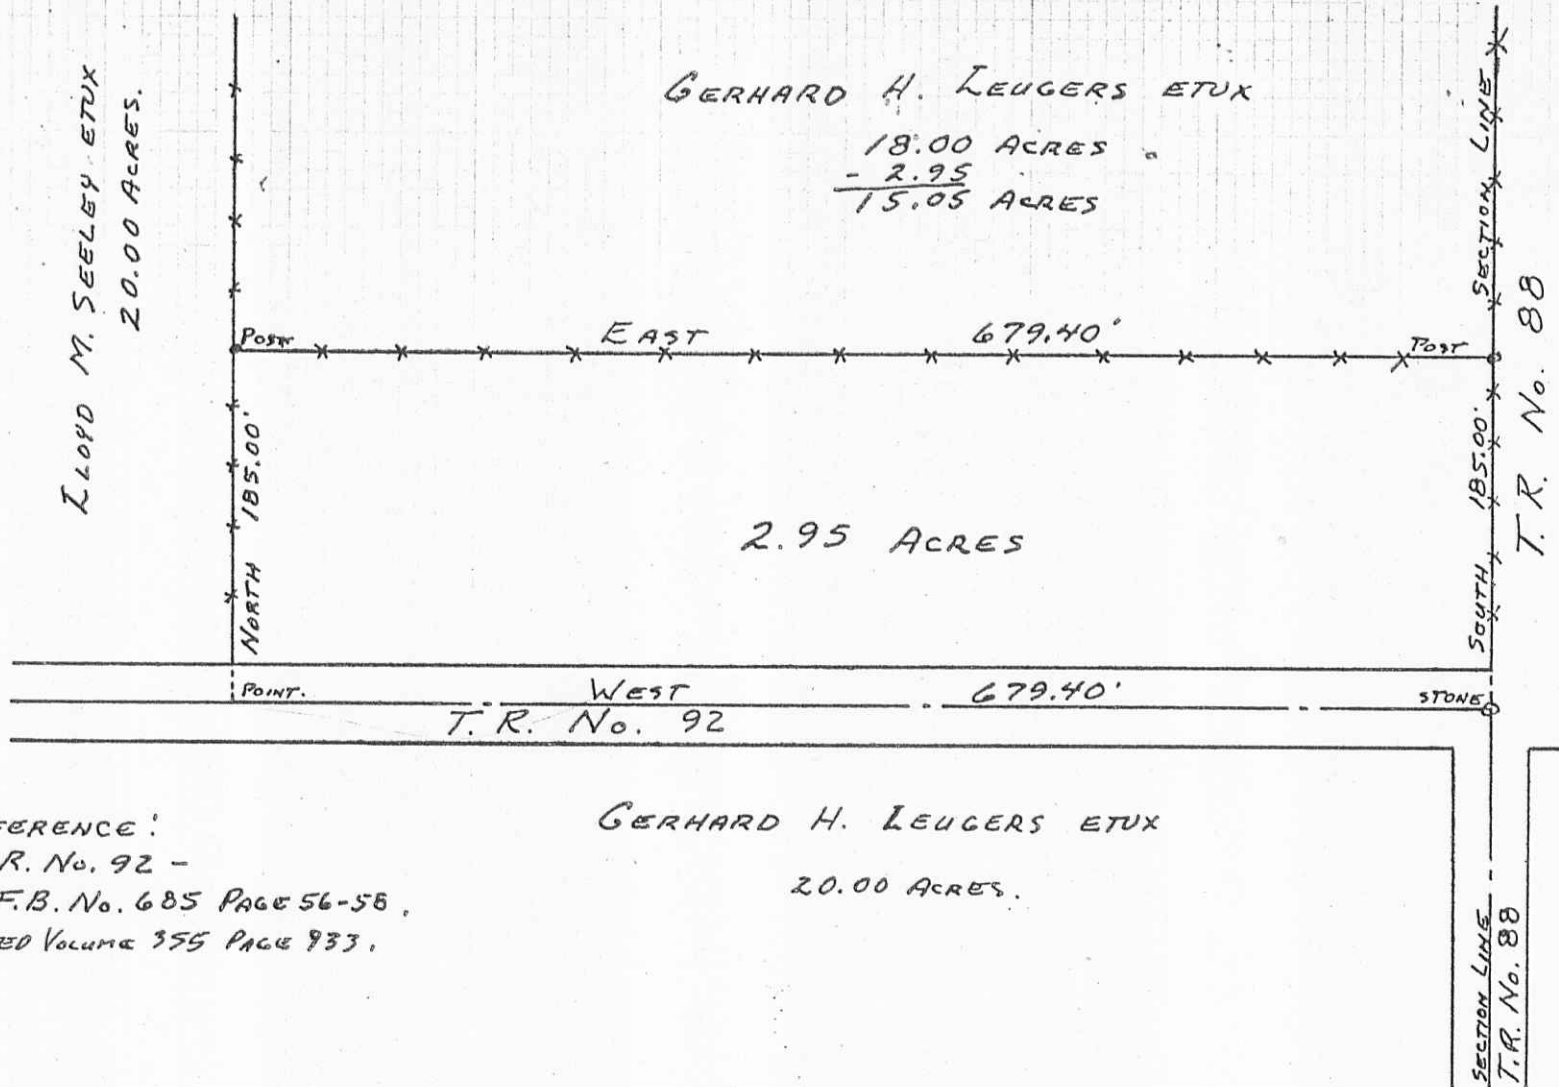 GERHARD H. LEUGERS ETUX
18.00 ACRES
- 2.95
15.05 ACRES
LLOYD M. SEELEY ETUX
20.00 ACRES.
SECTION LINE
T. R. No. 88
POST
EAST 679.40'
POST
NORTH 185.00'
SOUTH 185.00'
2.95 ACRES
POINT.
WEST 679.40'
STONE
T. R. No. 92
GERHARD H. LEUGERS ETUX
20.00 ACRES.
FERENCE:
R. No. 92 -
F.B. No. 685 PAGE 56-58.
ED VOLUME 355 PAGE 933.
SECTION LINE
T.R. No. 88